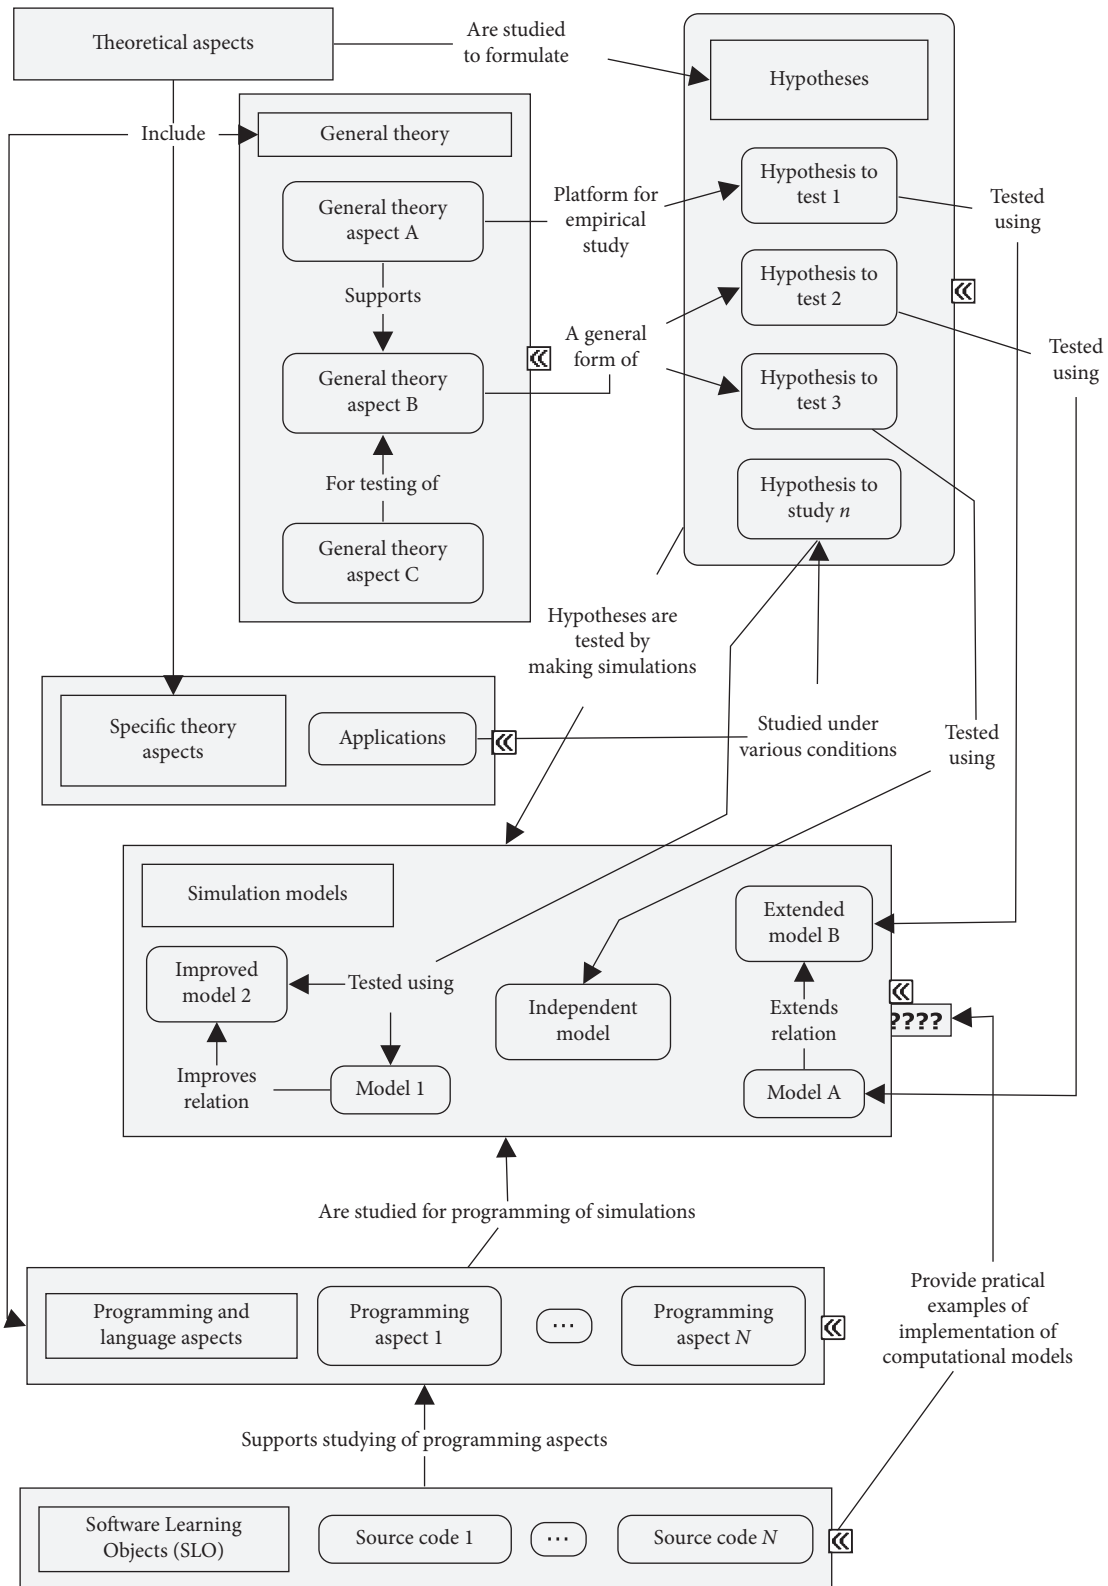 Theoretical aspects
Are studied
to formulate
Hypotheses
Include
General theory
General theory
aspect A
Platform for
empirical
study
Hypothesis to
test 1
Tested
using
Supports
Hypothesis to
test 2
A general
form of
Tested
using
General theory
aspect B
Hypothesis to
test 3
For testing of
Hypothesis to
study n
General theory
aspect C
Hypotheses are
tested by
making simulations
Specific theory
aspects
Applications
Studied under
various conditions
Tested
using
Simulation models
Extended
model B
Improved
model 2
Tested using
Independent
model
Extends
relation
????
Improves
relation
Model 1
Model A
Are studied for programming of simulations
Programming and
language aspects
Programming
aspect 1
...
Programming
aspect N
Provide pratical
examples of
implementation of
computational models
Supports studying of programming aspects
Software Learning
Objects (SLO)
Source code 1
...
Source code N